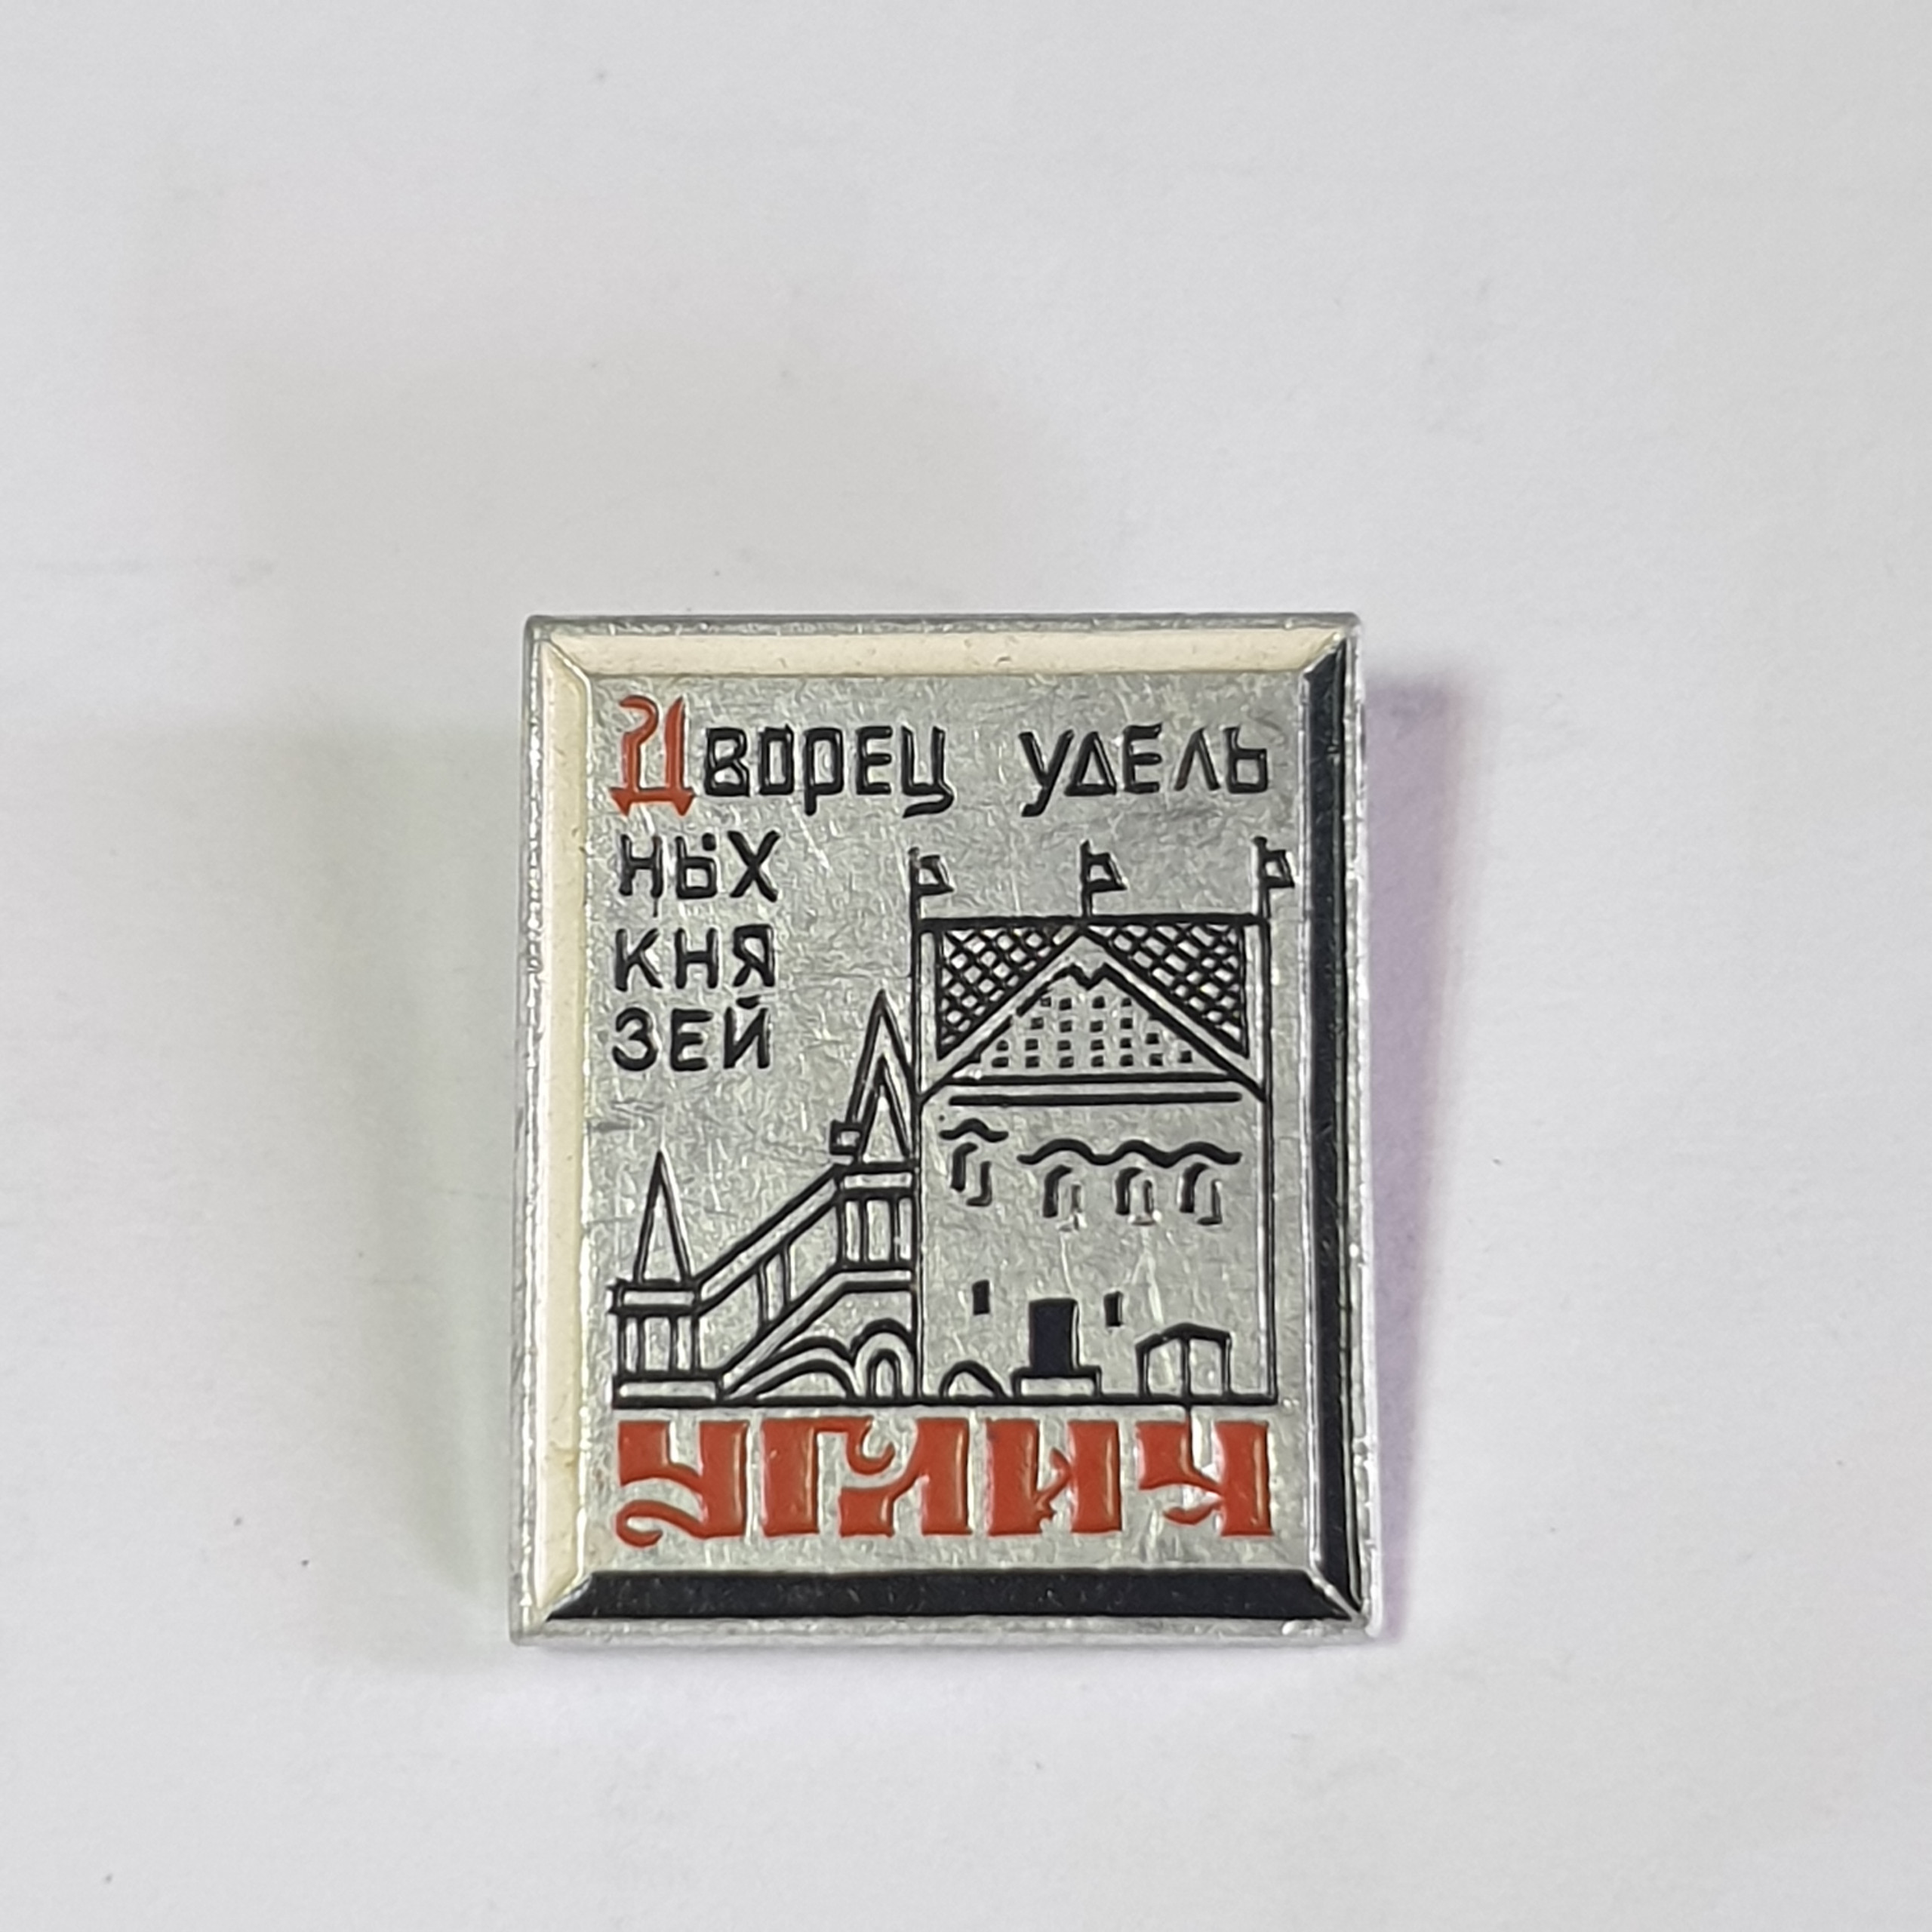 Дворец удель
ных
кня
зей
УГЛИЧ